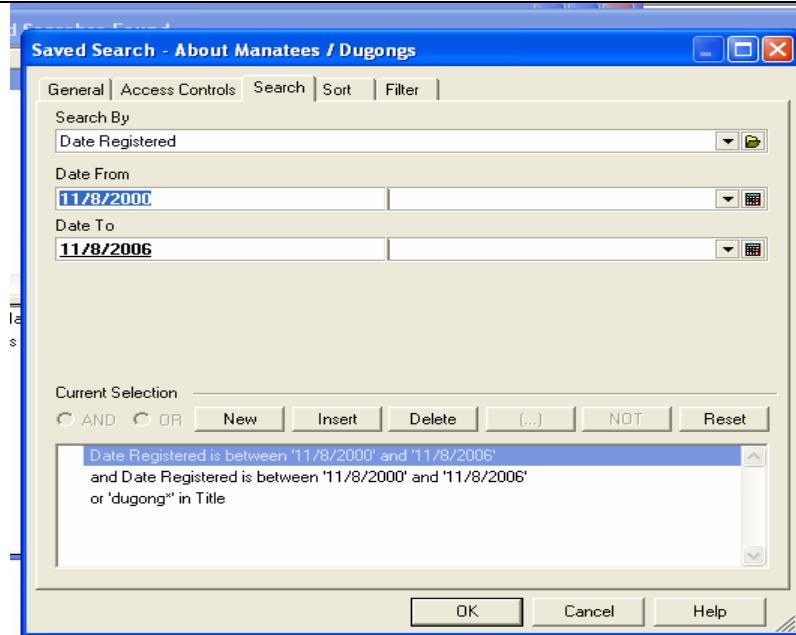 Saved Search - About Manatees / Dugongs
General Access Controls Search Sort Filter
Search By
Date Registered
Date From
11/8/2000
Date To
11/8/2006
Current Selection
AND OR New Insert Delete (...) NOT Reset
Date Registered is between '11/8/2000' and '11/8/2006'
and Date Registered is between '11/8/2000' and '11/8/2006'
or 'dugong*' in Title
OK Cancel Help